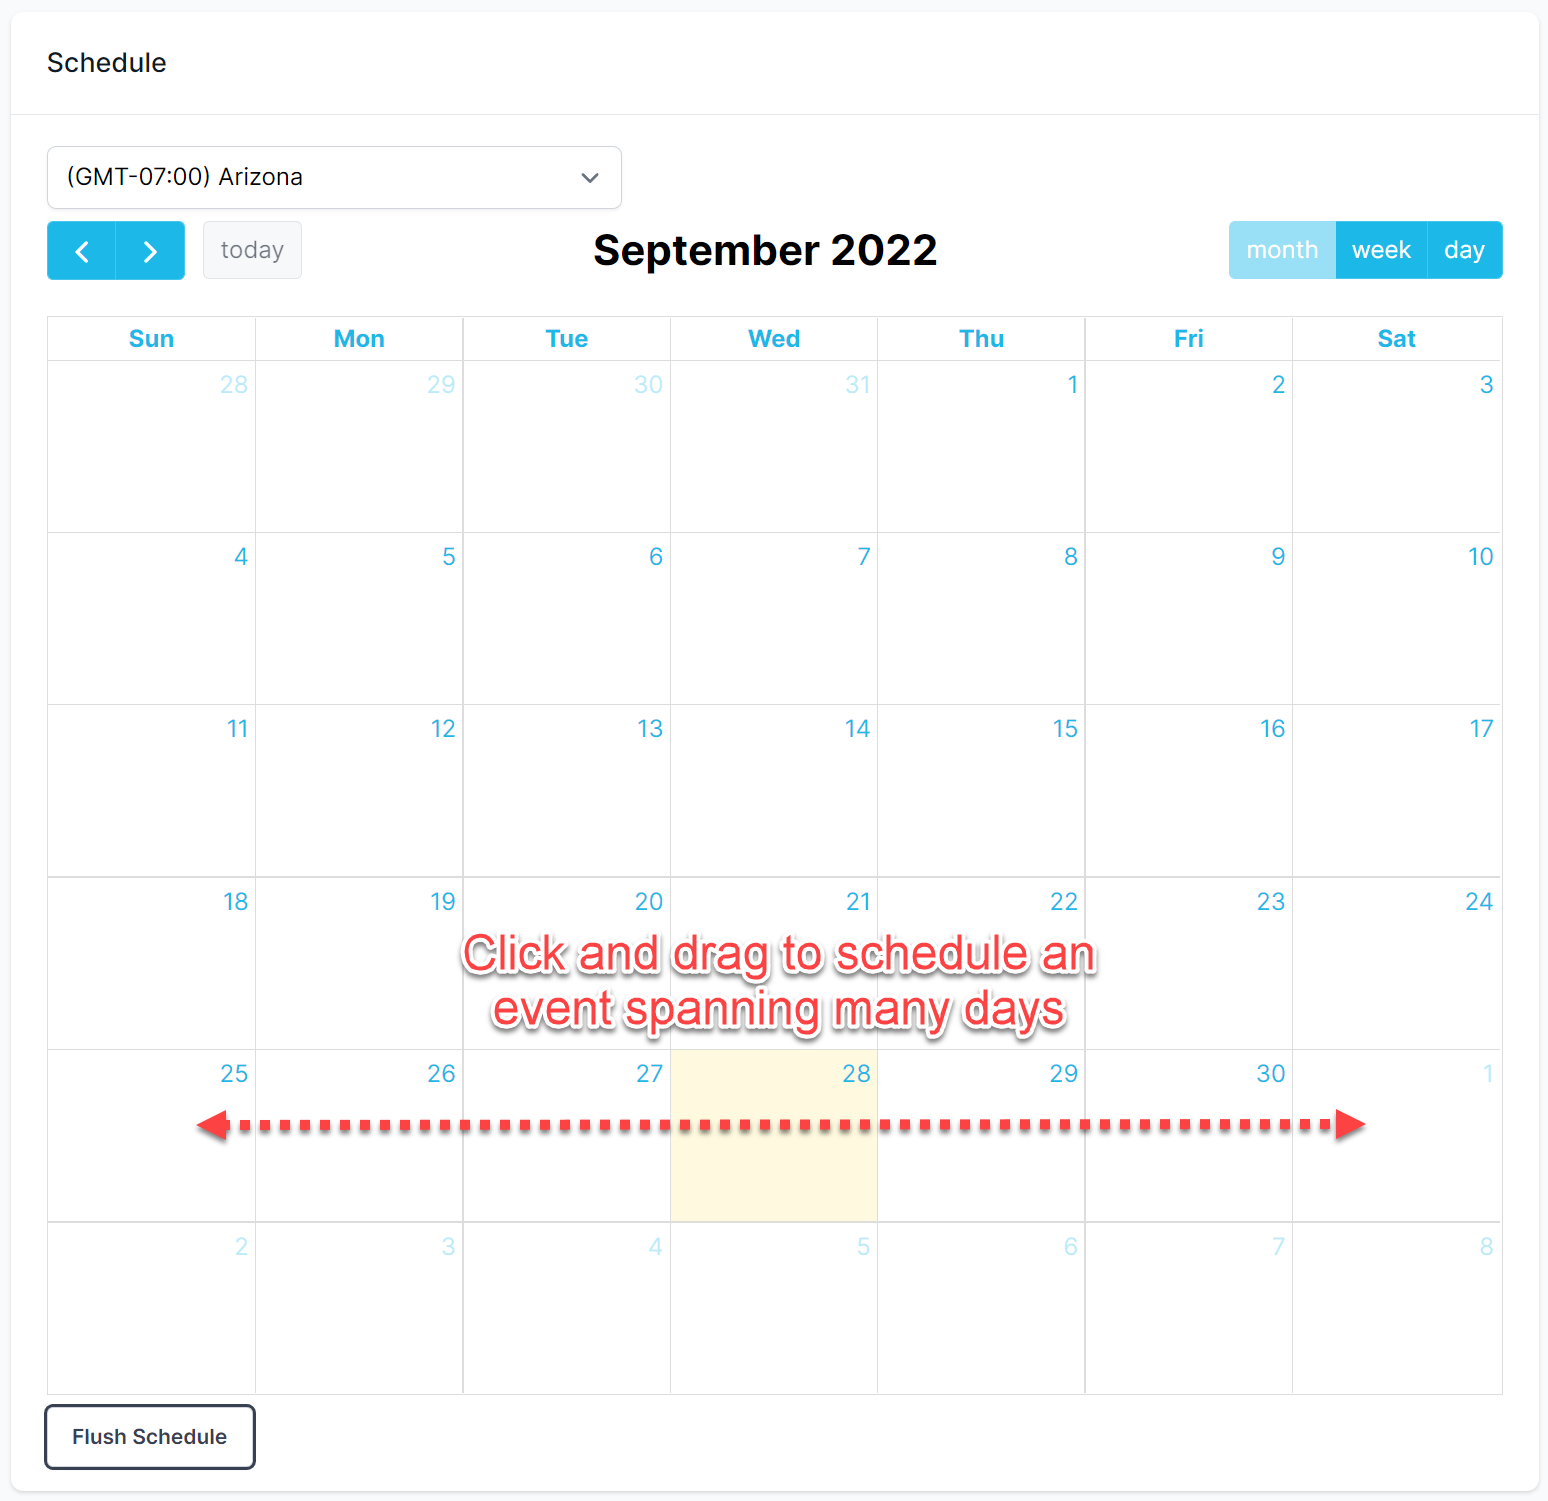 Schedule
(GMT-07:00) Arizona
today
September 2022
month week day
Sun Mon Tue Wed Thu Fri Sat
28 29 30 31 1 2 3
4 5 6 7 8 9 10
11 12 13 14 15 16 17
18 19 20 21 22 23 24
Click and drag to schedule an
event spanning many days
25 26 27 28 29 30 1
2 3 4 5 6 7 8
Flush Schedule